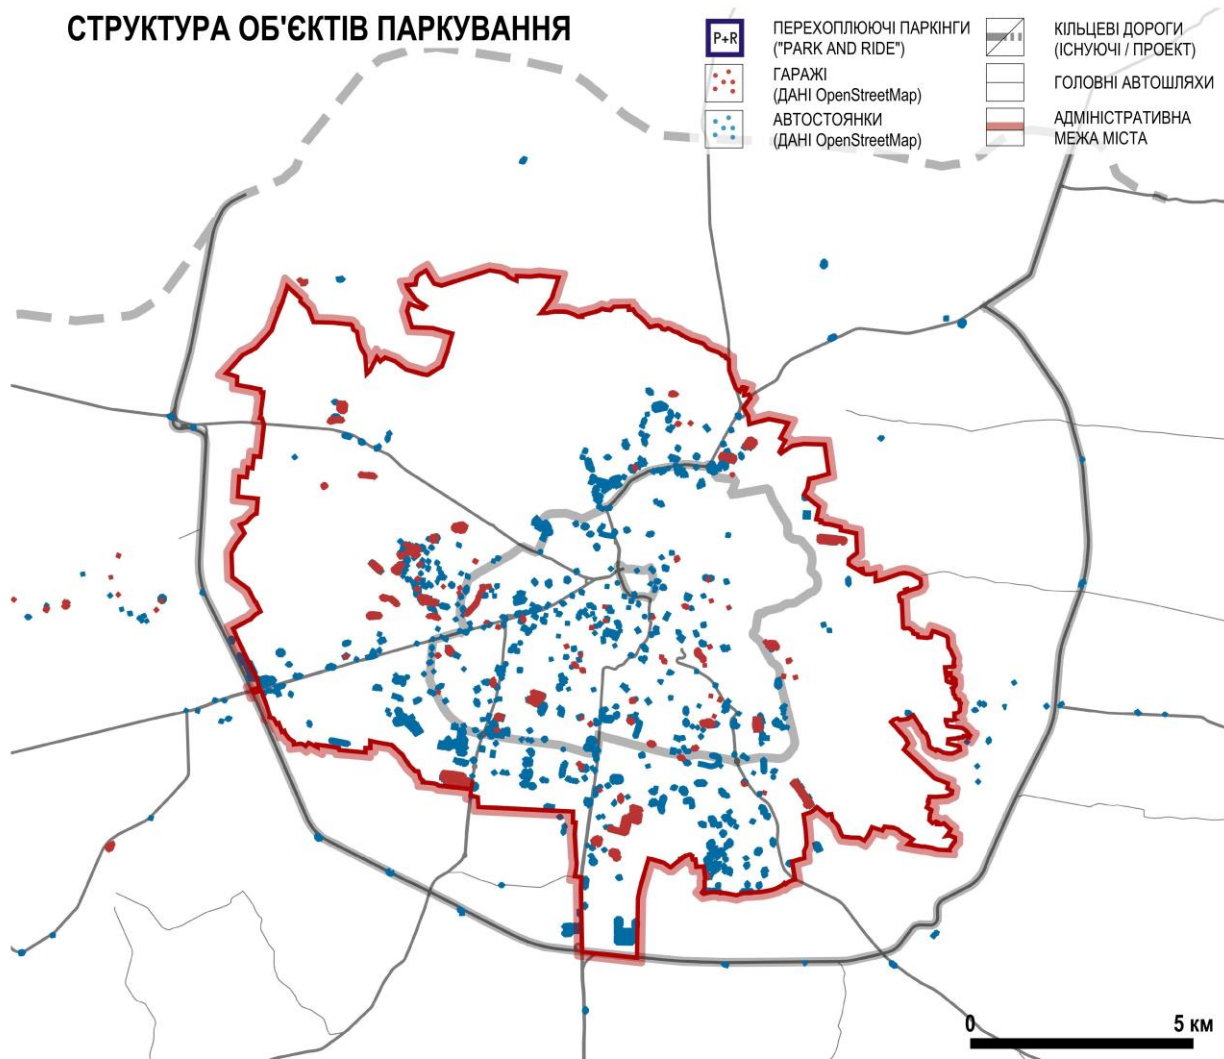 СТРУКТУРА ОБ'ЄКТІВ ПАРКУВАННЯ
P+R
ПЕРЕХОПЛЮЮЧІ ПАРКІНГИ
("PARK AND RIDE")
ГАРАЖІ
(ДАНІ OpenStreetMap)
АВТОСТОЯНКИ
(ДАНІ OpenStreetMap)
КІЛЬЦЕВІ ДОРОГИ
(ІСНУЮЧІ / ПРОЕКТ)
ГОЛОВНІ АВТОШЛЯХИ
АДМІНІСТРАТИВНА
МЕЖА МІСТА
0 5 км